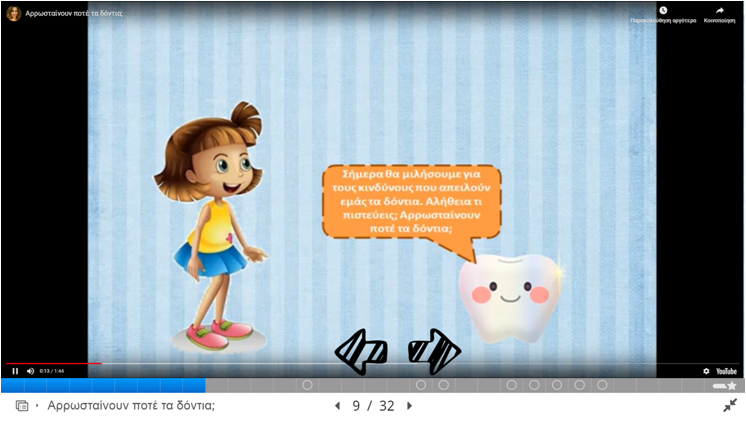 Αρρωσταίνουν ποτέ τα δόντια;
Παρακολούθηση αργότερα
Κοινοποίηση
Σήμερα θα μιλήσουμε για
τους κινδύνους που απειλούν
εμάς τα δόντια. Αλήθεια τι
πιστεύεις; Αρρωσταίνουν
ποτέ τα δόντια;
0:13 / 1:44
YouTube
Αρρωσταίνουν ποτέ τα δόντια;
9 / 32